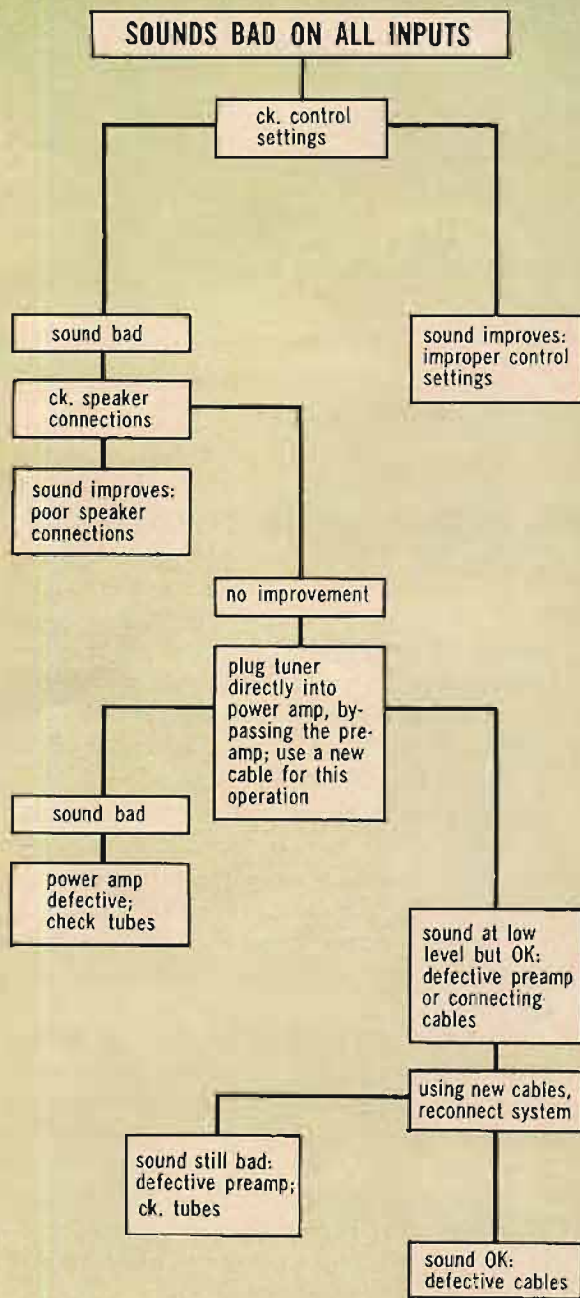 SOUNDS BAD ON ALL INPUTS
ck. control
settings
sound bad
sound improves:
improper control
settings
ck. speaker
connections
sound improves:
poor speaker
connections
no improvement
plug tuner
directly into
power amp, by-
passing the pre-
amp; use a new
cable for this
operation
sound bad
power amp
defective;
check tubes
sound at low
level but OK:
defective preamp
or connecting
cables
using new cables,
reconnect system
sound still bad:
defective preamp;
ck. tubes
sound OK:
defective cables